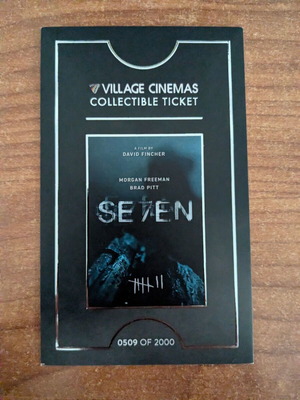 VILLAGE CINEMAS
COLLECTIBLE TICKET
A FILM BY
DAVID FINCHER
MORGAN FREEMAN
BRAD PITT
SE7EN
0509 OF 2000